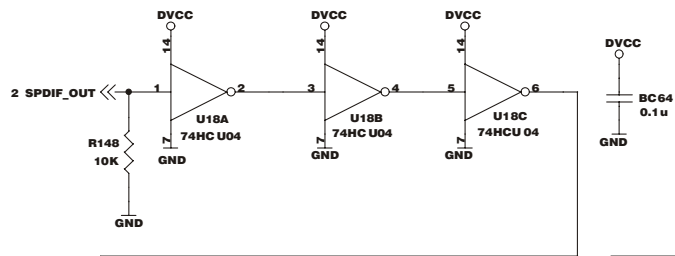 DVCC
DVCC
DVCC
DVCC
14
14
14
2 SPDIF_OUT
1
2
3
4
5
6
BC64
0.1u
U18A
74HC U04
U18B
74HC U04
U18C
74HCU 04
7
GND
7
GND
7
GND
GND
R148
10K
GND